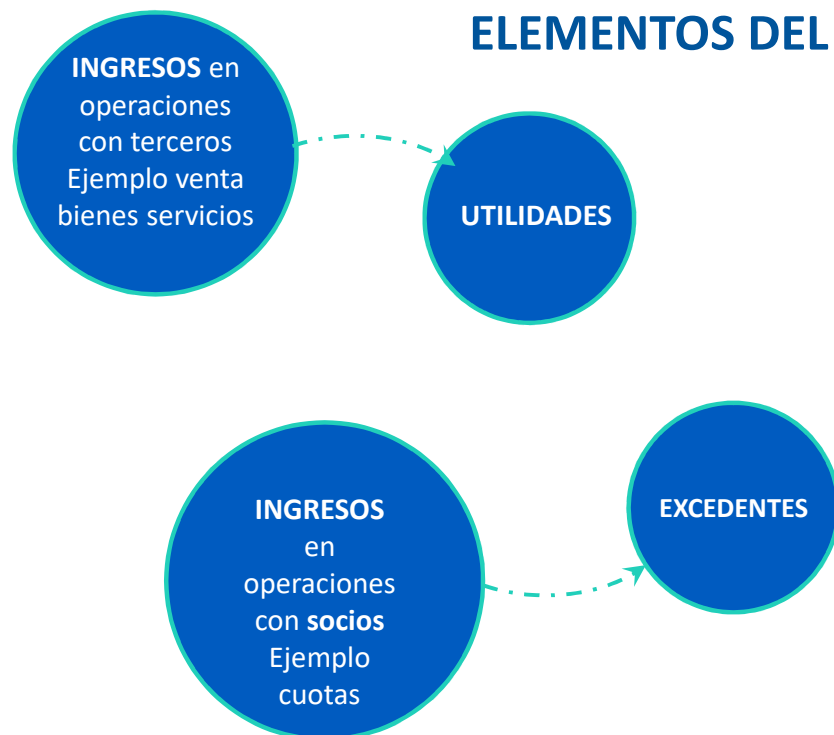 ELEMENTOS DEL
INGRESOS en
operaciones
con terceros
Ejemplo venta
bienes servicios
UTILIDADES
INGRESOS
en
operaciones
con socios
Ejemplo
cuotas
EXCEDENTES